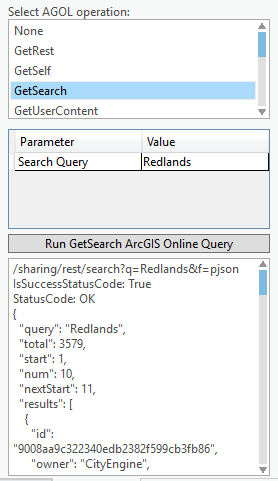 Select AGOL operation:
None
GetRest
GetSelf
GetSearch
GetUserContent
Parameter Value
Search Query Redlands
Run GetSearch ArcGIS Online Query
/sharing/rest/search?q=Redlands&f=pjson
IsSuccessStatusCode: True
StatusCode: OK
{
"query": "Redlands",
"total": 3579,
"start": 1,
"num": 10,
"nextStart": 11,
"results": [
{
"id":
"9008aa9c322340edb2382f599cb3fb86",
"owner": "CityEngine",